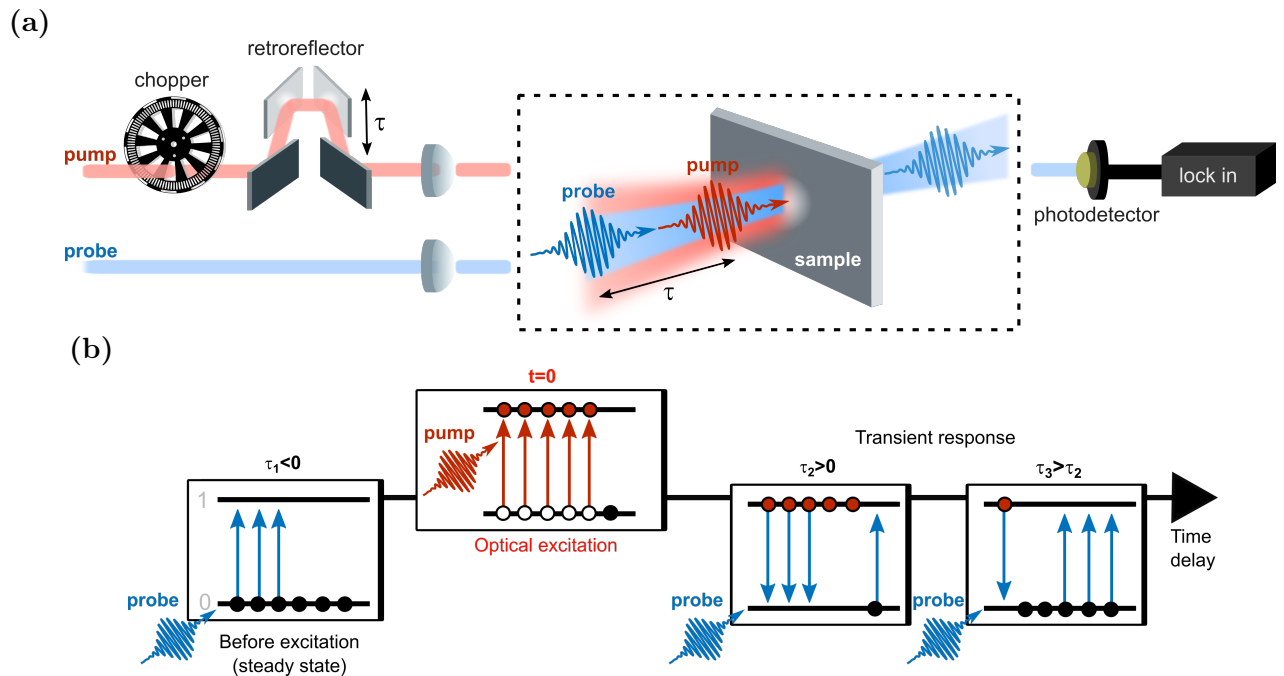 (a)
retroreflector
chopper
τ
pump
probe
pump
probe
τ
sample
photodetector
lock in
(b)
t=0
pump
Optical excitation
τ₁<0
1
0
probe
Before excitation
(steady state)
Transient response
τ₂>0
probe
τ₃>τ₂
probe
Time
delay